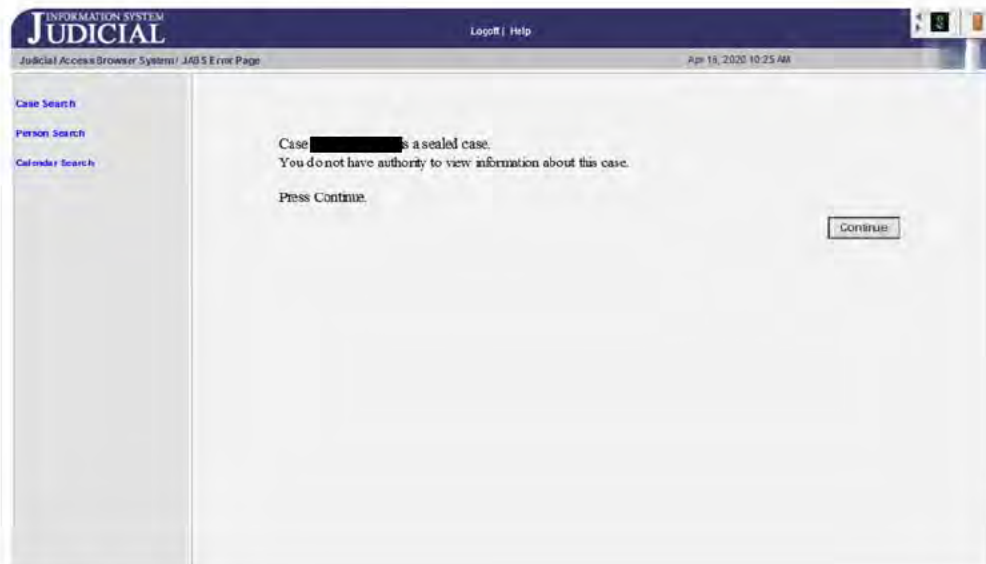 INFORMATION SYSTEM
JUDICIAL
Logoff | Help
Judicial Access Browser System / JABS Error Page
Apr 2020 10:25 AM
Case Search
Person Search
Calendar Search
Case is a sealed case.
You do not have authority to view information about this case.
Press Continue.
Continue